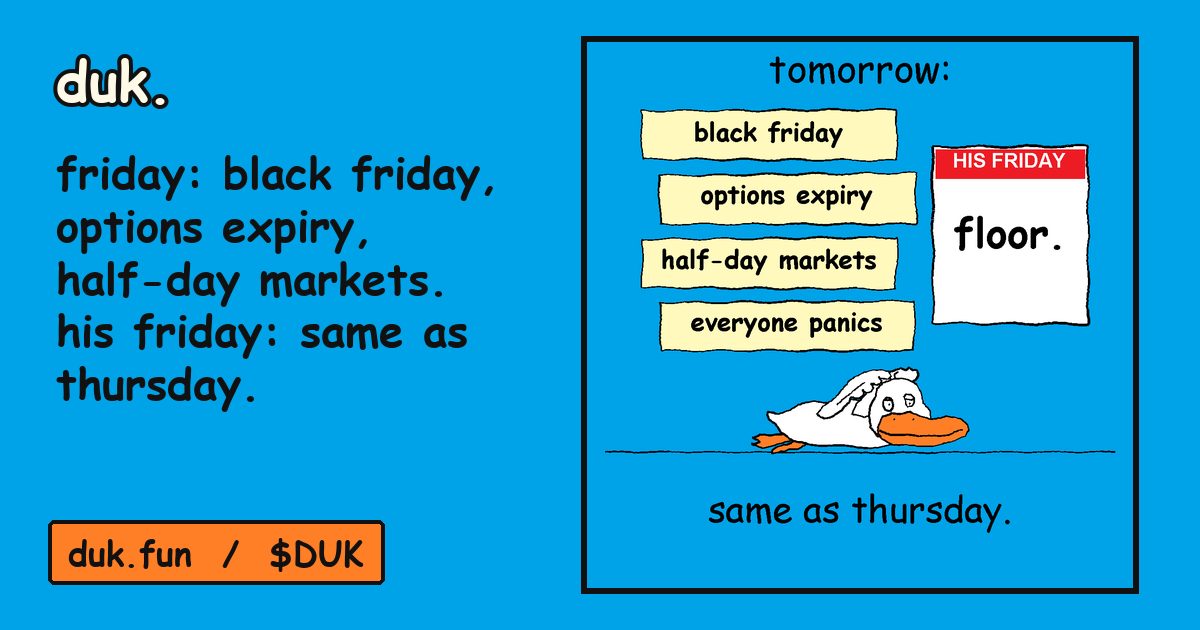 duk.
friday: black friday,
options expiry,
half-day markets.
his friday: same as
thursday.
duk.fun / $DUK
tomorrow:
black friday
options expiry
half-day markets
everyone panics
HIS FRIDAY
floor.
same as thursday.